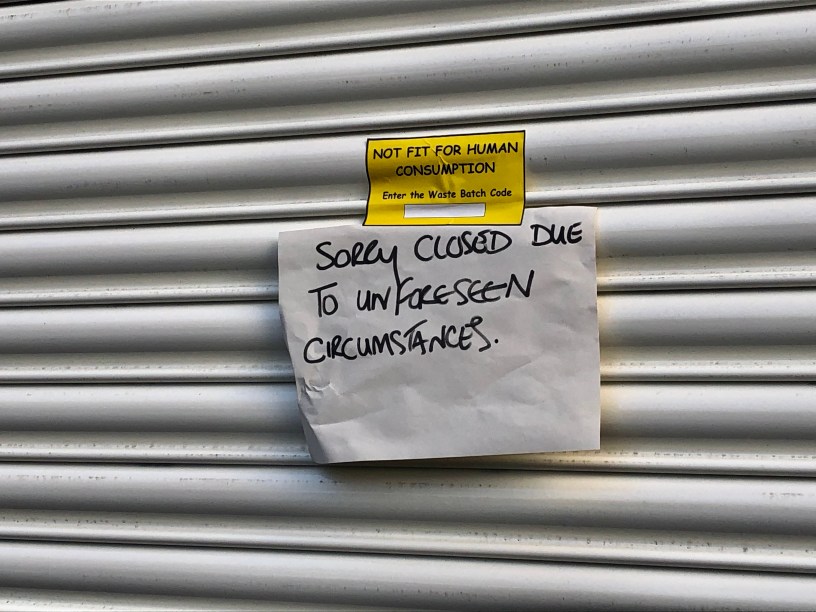 NOT FIT FOR HUMAN
CONSUMPTION
Enter the Waste Batch Code
SORRY CLOSED DUE
TO UNFORESEEN
CIRCUMSTANCES.